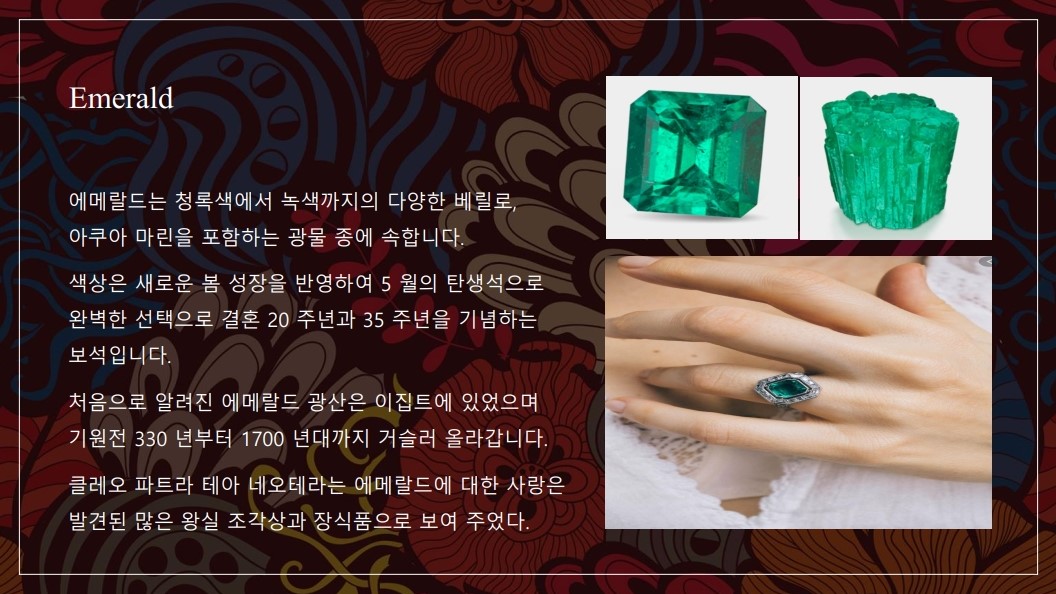 Emerald
에메랄드는 청록색에서 녹색까지의 다양한 베릴로,
아쿠아 마린을 포함하는 광물 종에 속합니다.
색상은 새로운 봄 성장을 반영하여 5 월의 탄생석으로
완벽한 선택으로 결혼 20 주년과 35 주년을 기념하는
보석입니다.
처음으로 알려진 에메랄드 광산은 이집트에 있었으며
기원전 330 년부터 1700 년대까지 거슬러 올라갑니다.
클레오 파트라 테아 네오테라는 에메랄드에 대한 사랑은
발견된 많은 왕실 조각상과 장식품으로 보여 주었다.